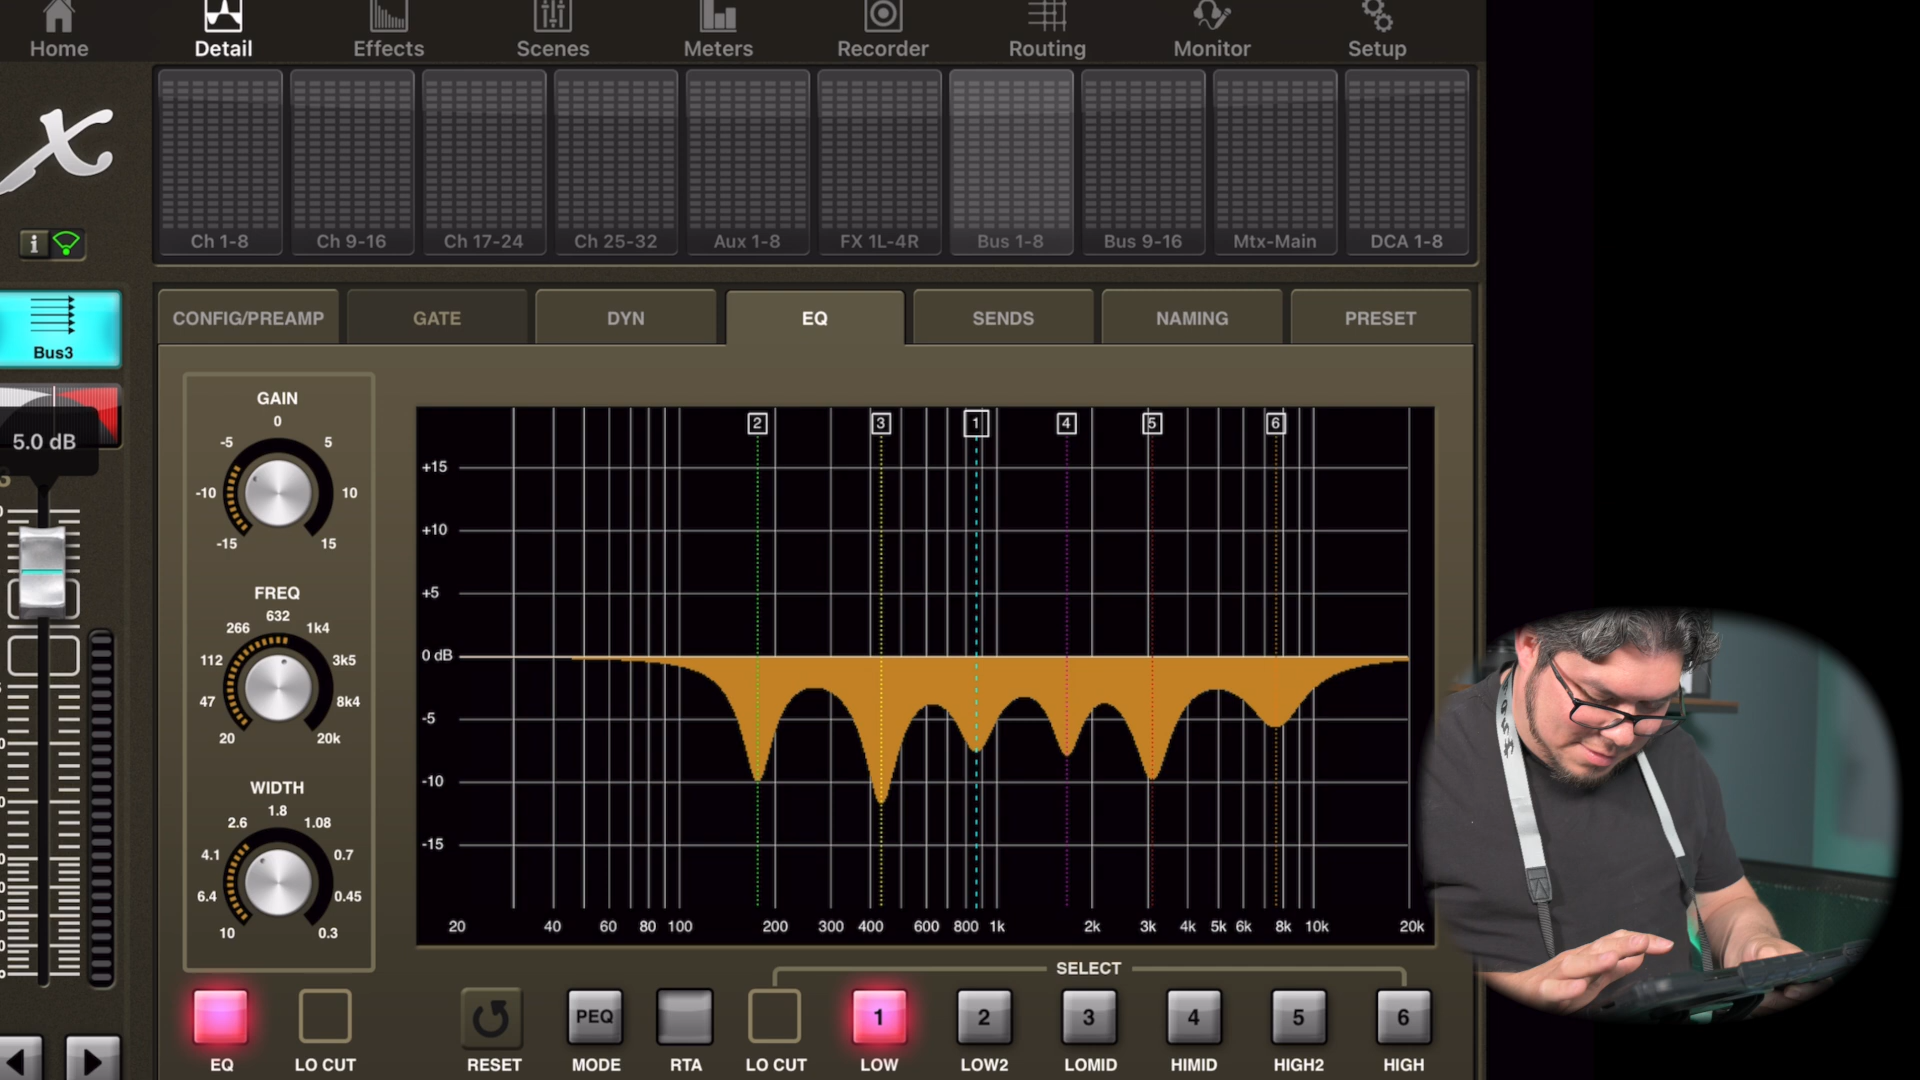 Home Detail Effects Scenes Meters Recorder Routing Monitor Setup
X
Ch 1-8 Ch 9-16 Ch 17-24 Ch 25-32 Aux 1-8 FX 1L-4R Bus 1-8 Bus 9-16 Mtx-Main DCA 1-8
i
Bus3
5.0 dB
CONFIG/PREAMP GATE DYN EQ SENDS NAMING PRESET
GAIN
0
-5 5
-10 10
-15 15
FREQ
632
266 1k4
112 3k5
47 8k4
20 20k
WIDTH
1.8
2.6 1.08
4.1 0.7
6.4 0.45
10 0.3
2 3 1 4 5 6
+15
+10
+5
0 dB
-5
-10
-15
20 40 60 80 100 200 300 400 600 800 1k 2k 3k 4k 5k 6k 8k 10k 20k
SELECT
PEQ 1 2 3 4 5 6
EQ LO CUT RESET MODE RTA LO CUT LOW LOW2 LOMID HIMID HIGH2 HIGH